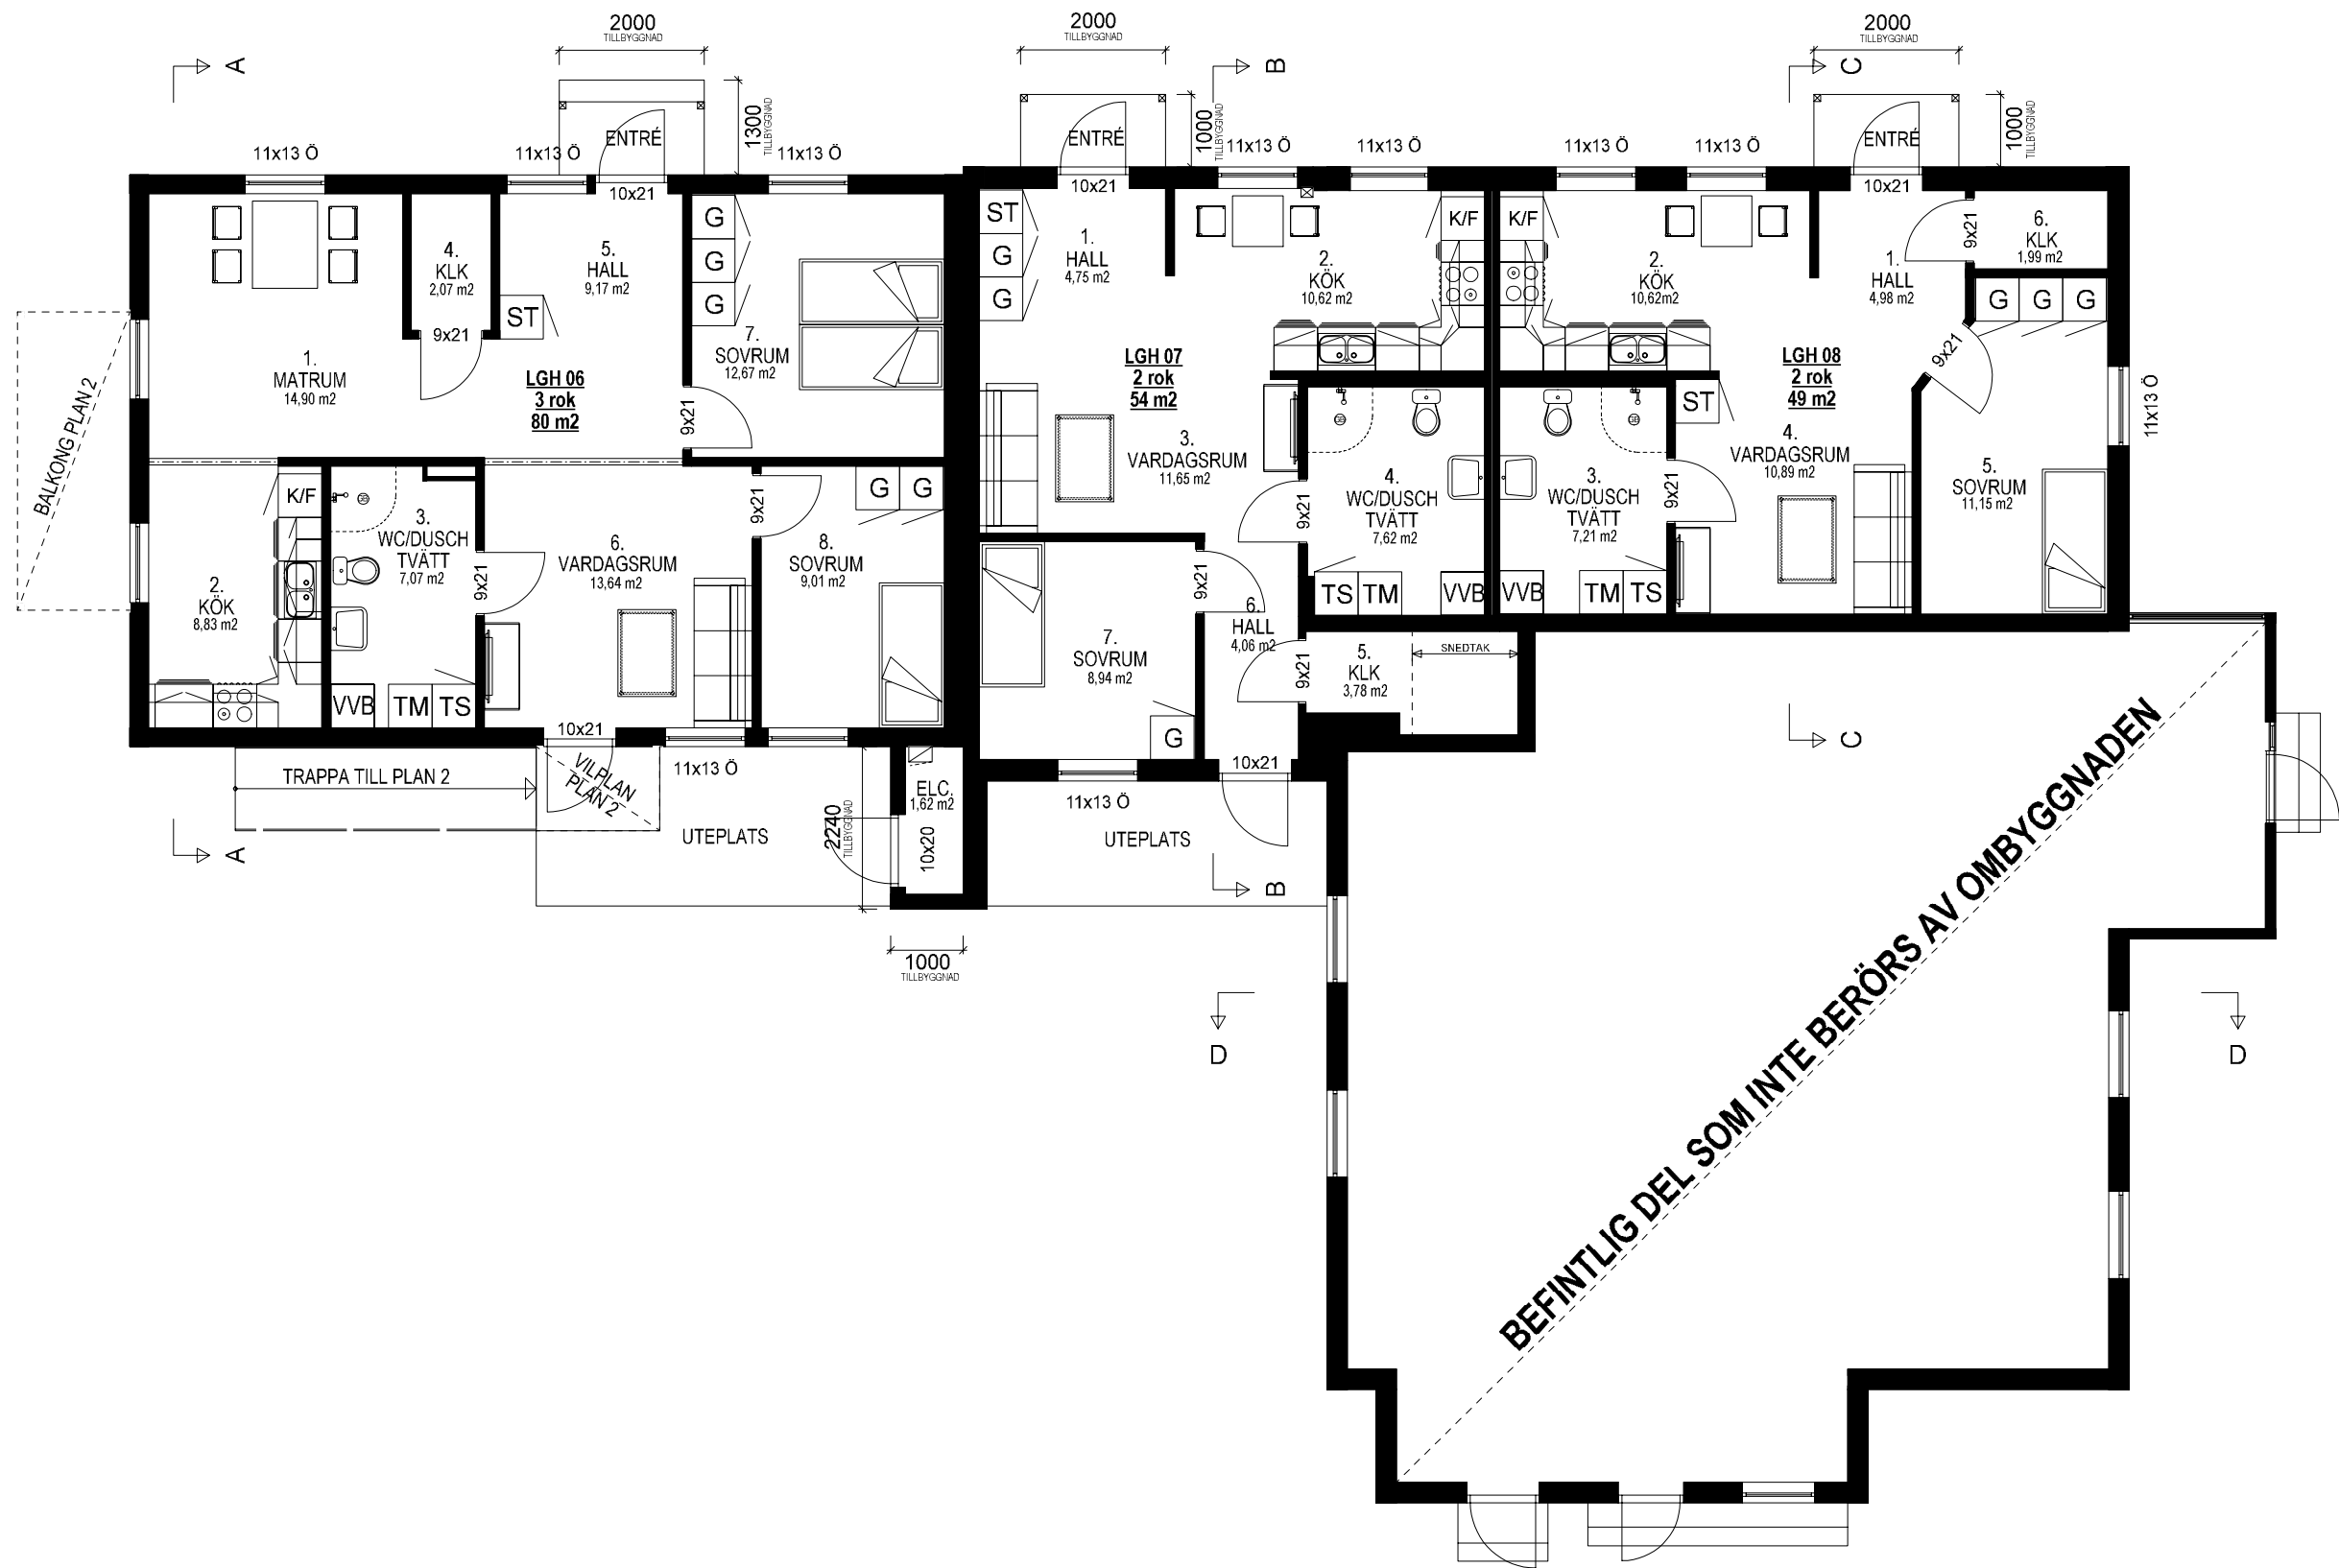 2000
TILLBYGGNAD
2000
TILLBYGGNAD
2000
TILLBYGGNAD
A
B
C
1300
TILLBYGGNAD
1000
TILLBYGGNAD
1000
TILLBYGGNAD
ENTRÉ
ENTRÉ
ENTRÉ
11x13 Ö
11x13 Ö
11x13 Ö
11x13 Ö
11x13 Ö
11x13 Ö
11x13 Ö
10x21
10x21
10x21
4.
KLK
2,07 m2
9x21
5.
HALL
9,17 m2
ST
G
G
G
7.
SOVRUM
12,67 m2
9x21
1.
MATRUM
14,90 m2
LGH 06
3 rok
80 m2
BALKONG PLAN 2
K/F
2.
KÖK
8,83 m2
3.
WC/DUSCH
TVÄTT
7,07 m2
9x21
VVB
TM
TS
6.
VARDAGSRUM
13,64 m2
9x21
G
G
8.
SOVRUM
9,01 m2
10x21
11x13 Ö
TRAPPA TILL PLAN 2
VILPLAN
PLAN 2
UTEPLATS
2240
TILLBYGGNAD
ELC.
1,62 m2
10x20
1000
TILLBYGGNAD
A
ST
G
G
1.
HALL
4,75 m2
2.
KÖK
10,62 m2
K/F
LGH 07
2 rok
54 m2
3.
VARDAGSRUM
11,65 m2
9x21
4.
WC/DUSCH
TVÄTT
7,62 m2
TS
TM
VVB
7.
SOVRUM
8,94 m2
G
9x21
6.
HALL
4,06 m2
9x21
5.
KLK
3,78 m2
SNEDTAK
10x21
11x13 Ö
UTEPLATS
B
K/F
2.
KÖK
10,62m2
1.
HALL
4,98 m2
9x21
6.
KLK
1,99 m2
G
G
G
9x21
LGH 08
2 rok
49 m2
ST
4.
VARDAGSRUM
10,89 m2
3.
WC/DUSCH
TVÄTT
7,21 m2
9x21
VVB
TM
TS
5.
SOVRUM
11,15 m2
11x13 Ö
C
D
D
BEFINTLIG DEL SOM INTE BERÖRS AV OMBYGGNADEN